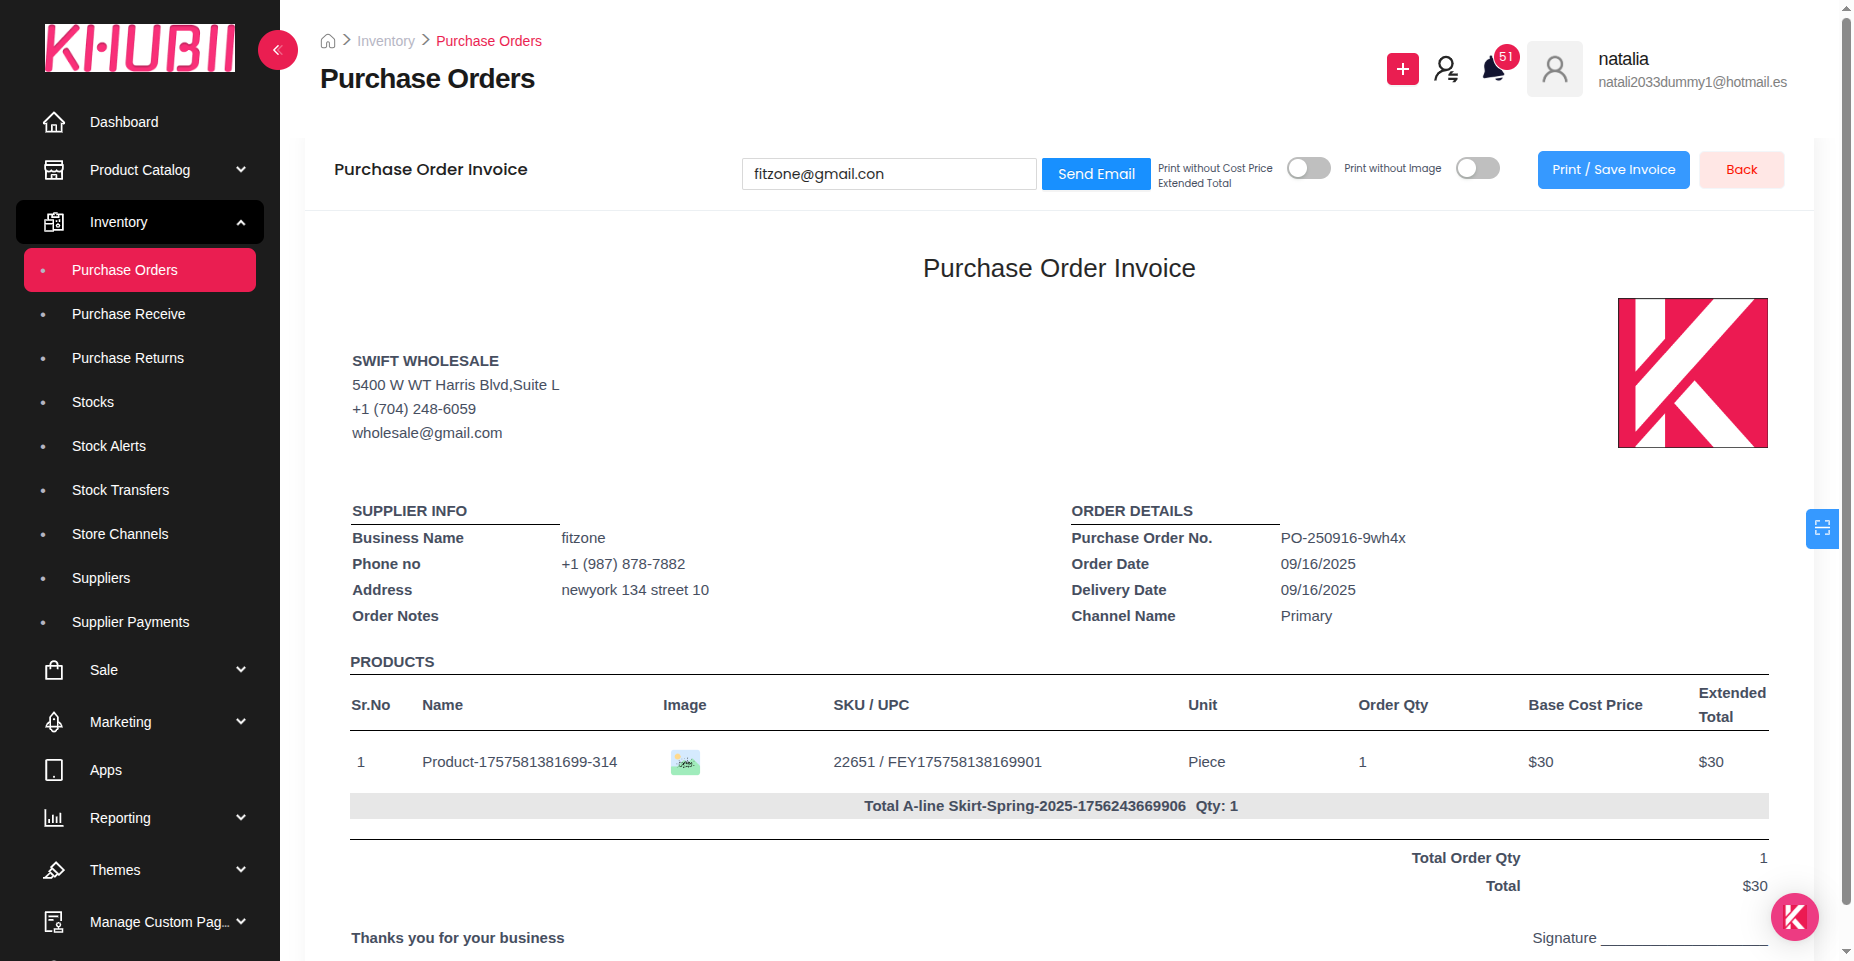 KHUBII
Dashboard
Product Catalog
Inventory
Purchase Orders
Purchase Receive
Purchase Returns
Stocks
Stock Alerts
Stock Transfers
Store Channels
Suppliers
Supplier Payments
Sale
Marketing
Apps
Reporting
Themes
Manage Custom Pag...
Inventory
Purchase Orders
Purchase Orders
51
natalia
natali2033dummy1@hotmail.es
Purchase Order Invoice
fitzone@gmail.con
Send Email
Print without Cost Price
Extended Total
Print without Image
Print / Save Invoice
Back
Purchase Order Invoice
K
SWIFT WHOLESALE
5400 W WT Harris Blvd,Suite L
+1 (704) 248-6059
wholesale@gmail.com
SUPPLIER INFO
Business Name fitzone
Phone no +1 (987) 878-7882
Address newyork 134 street 10
Order Notes
ORDER DETAILS
Purchase Order No. PO-250916-9wh4x
Order Date 09/16/2025
Delivery Date 09/16/2025
Channel Name Primary
PRODUCTS
Sr.No Name Image SKU / UPC Unit Order Qty Base Cost Price Extended Total
1 Product-1757581381699-314 22651 / FEY175758138169901 Piece 1 $30 $30
Total A-line Skirt-Spring-2025-1756243669906 Qty: 1
Total Order Qty 1
Total $30
Thanks you for your business
Signature
K